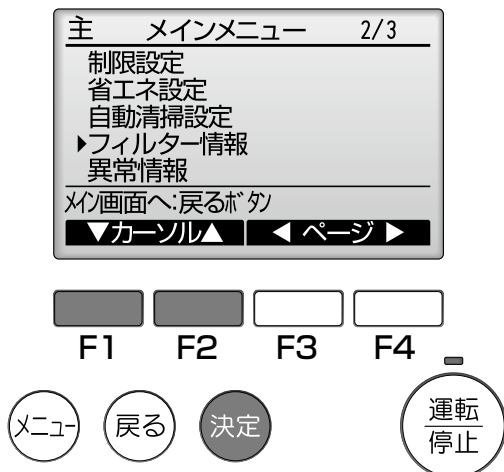 主 メインメニュー 2/3
制限設定
省エネ設定
自動清掃設定
▶フィルター情報
異常情報
メイン画面へ:戻るボタン
▼カーソル▲ ◀ ページ ▶
F1 F2 F3 F4
メニュー 戻る 決定 運転
停止